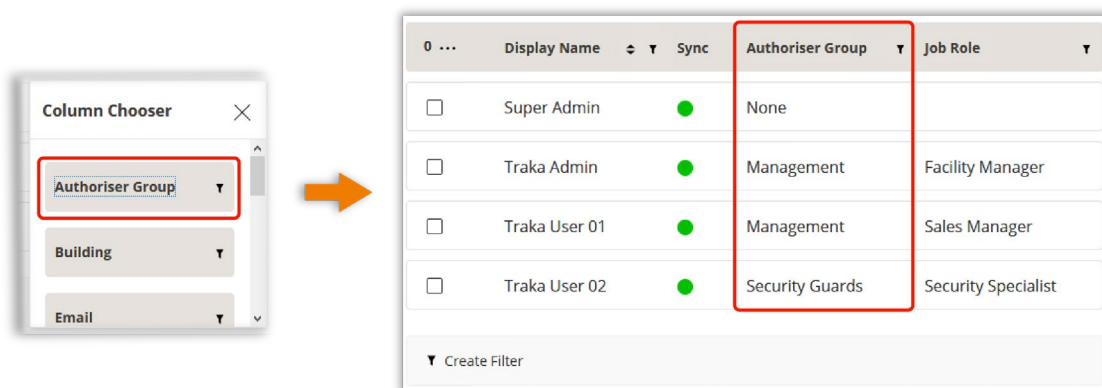 Column Chooser
Authoriser Group
Building
Email
0 ... Display Name Sync Authoriser Group Job Role
Super Admin None
Traka Admin Management Facility Manager
Traka User 01 Management Sales Manager
Traka User 02 Security Guards Security Specialist
Create Filter